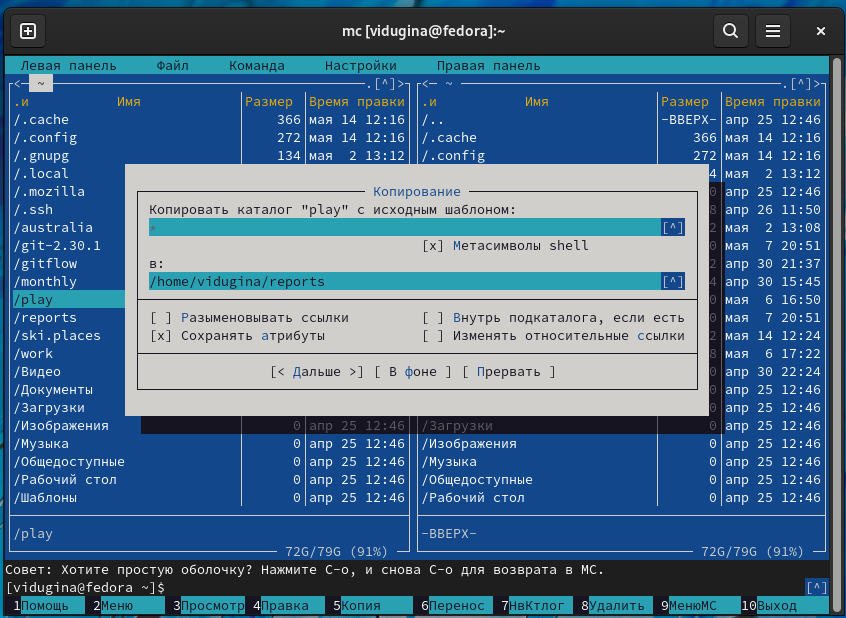 mc [vidugina@fedora]:~
Левая панель Файл Команда Настройки Правая панель
<— ~ .[^]> <— ~ .[^]>
.и Имя Размер Время правки .и Имя Размер Время правки
/.cache 366 мая 14 12:16 /.. -ВВЕРХ- апр 25 12:46
/.config 272 мая 14 12:16 /.cache 366 мая 14 12:16
/.gnupg 134 мая 2 13:12 /.config 272 мая 14 12:16
/.local 4 мая 2 13:12
/.mozilla Копирование 0 апр 25 12:46
/.ssh Копировать каталог "play" с исходным шаблоном: 8 апр 26 11:50
/australia * [^] 2 мая 2 13:08
/git-2.30.1 [x] Метасимволы shell 0 мая 7 20:51
/gitflow в: 2 апр 30 21:37
/monthly /home/vidugina/reports [^] 4 апр 30 15:45
/play 0 мая 6 16:50
/reports [ ] Разыменовывать ссылки [ ] Внутрь подкаталога, если есть 0 мая 7 20:51
/ski.places [x] Сохранять атрибуты [ ] Изменять относительные ссылки 2 мая 14 12:24
/work 8 мая 6 17:22
/Видео [< Дальше >] [ В фоне ] [ Прервать ] 0 апр 30 22:24
/Документы 0 апр 25 12:46
/Загрузки 0 апр 25 12:46
/Изображения 0 апр 25 12:46 /Загрузки 0 апр 25 12:46
/Музыка 0 апр 25 12:46 /Изображения 0 апр 25 12:46
/Общедоступные 0 апр 25 12:46 /Музыка 0 апр 25 12:46
/Рабочий стол 0 апр 25 12:46 /Общедоступные 0 апр 25 12:46
/Шаблоны 0 апр 25 12:46 /Рабочий стол 0 апр 25 12:46
/play -ВВЕРХ-
72G/79G (91%) 72G/79G (91%)
Совет: Хотите простую оболочку? Нажмите C-o, и снова C-o для возврата в MC.
[vidugina@fedora ~]$ [^]
1Помощь 2Меню 3Просмотр 4Правка 5Копия 6Перенос 7НвКтлог 8Удалить 9МенюMC 10Выход